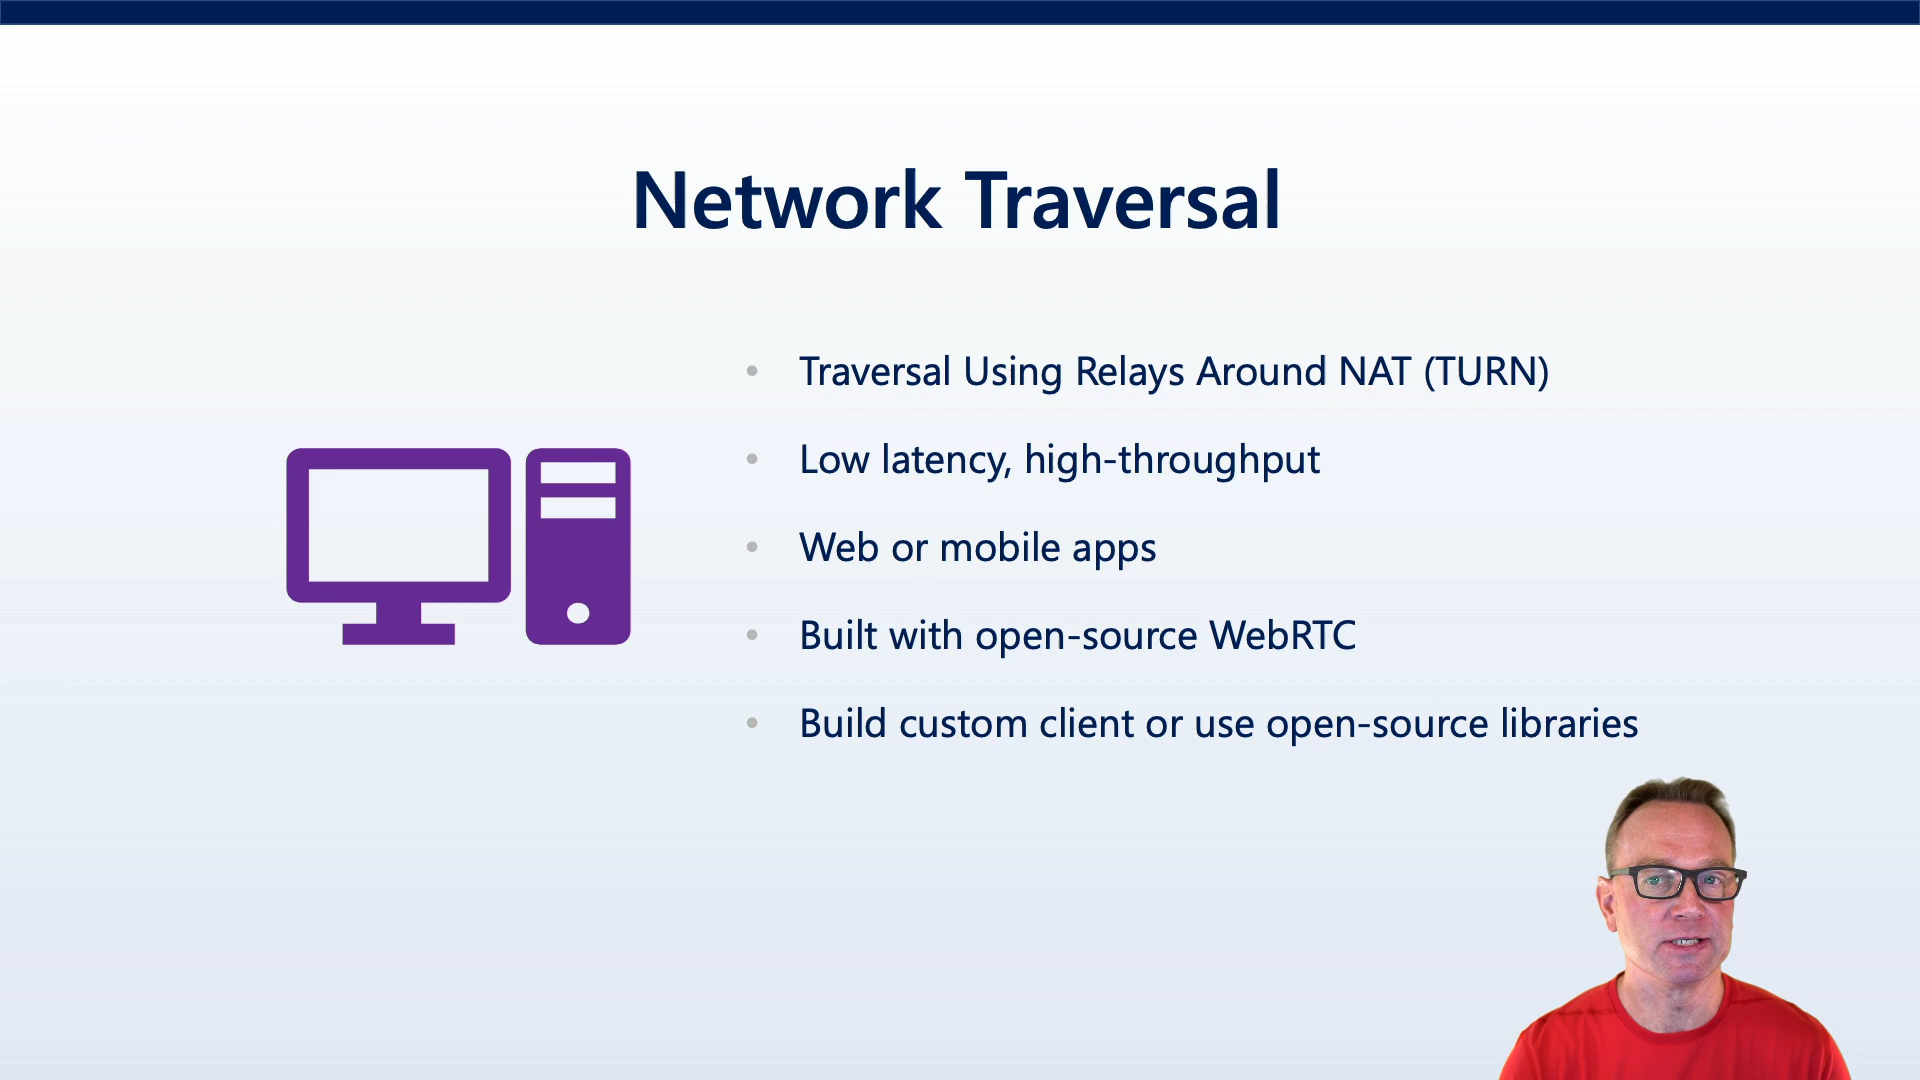 Network Traversal
Traversal Using Relays Around NAT (TURN)
Low latency, high-throughput
Web or mobile apps
Built with open-source WebRTC
Build custom client or use open-source libraries